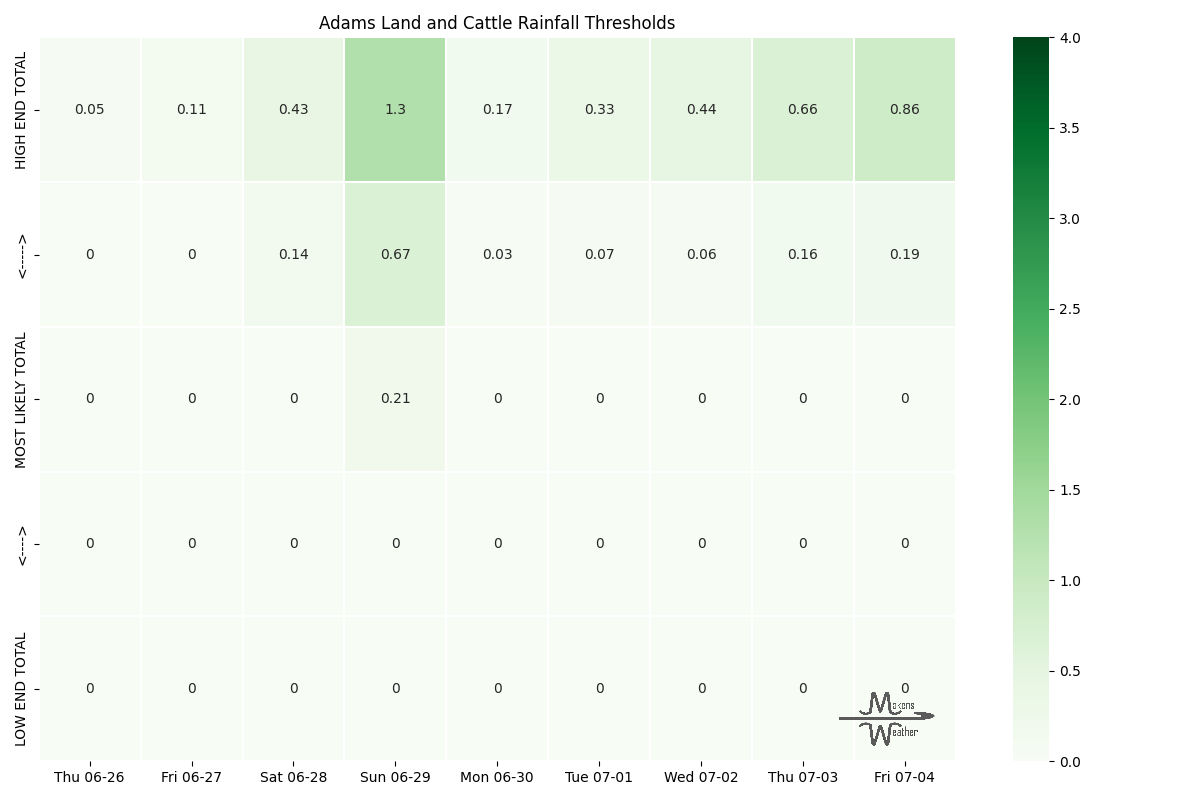 Adams Land and Cattle Rainfall Thresholds
HIGH END TOTAL
0.05 0.11 0.43 1.3 0.17 0.33 0.44 0.66 0.86
<----->
0 0 0.14 0.67 0.03 0.07 0.06 0.16 0.19
MOST LIKELY TOTAL
0 0 0 0.21 0 0 0 0 0
<---->
0 0 0 0 0 0 0 0 0
LOW END TOTAL
0 0 0 0 0 0 0 0 0
Makens
Weather
Thu 06-26 Fri 06-27 Sat 06-28 Sun 06-29 Mon 06-30 Tue 07-01 Wed 07-02 Thu 07-03 Fri 07-04
4.0
3.5
3.0
2.5
2.0
1.5
1.0
0.5
0.0